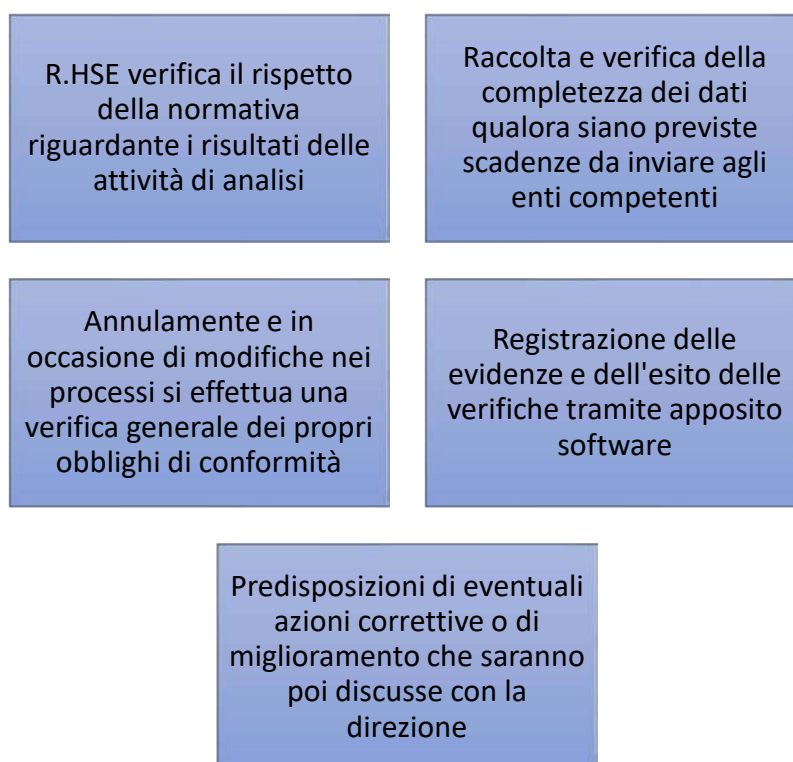 R.HSE verifica il rispetto
della normativa
riguardante i risultati delle
attività di analisi
Raccolta e verifica della
completezza dei dati
qualora siano previste
scadenze da inviare agli
enti competenti
Annulamente e in
occasione di modifiche nei
processi si effettua una
verifica generale dei propri
obblighi di conformità
Registrazione delle
evidenze e dell'esito delle
verifiche tramite apposito
software
Predisposizioni di eventuali
azioni correttive o di
miglioramento che saranno
poi discusse con la
direzione